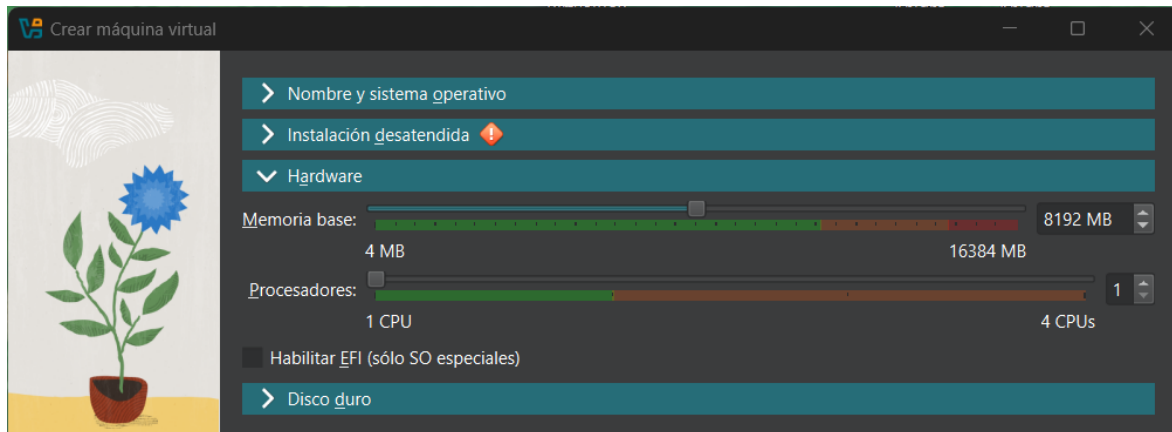 Crear máquina virtual
Nombre y sistema operativo
Instalación desatendida
Hardware
Memoria base: 8192 MB
4 MB 16384 MB
Procesadores: 1
1 CPU 4 CPUs
Habilitar EFI (sólo SO especiales)
Disco duro